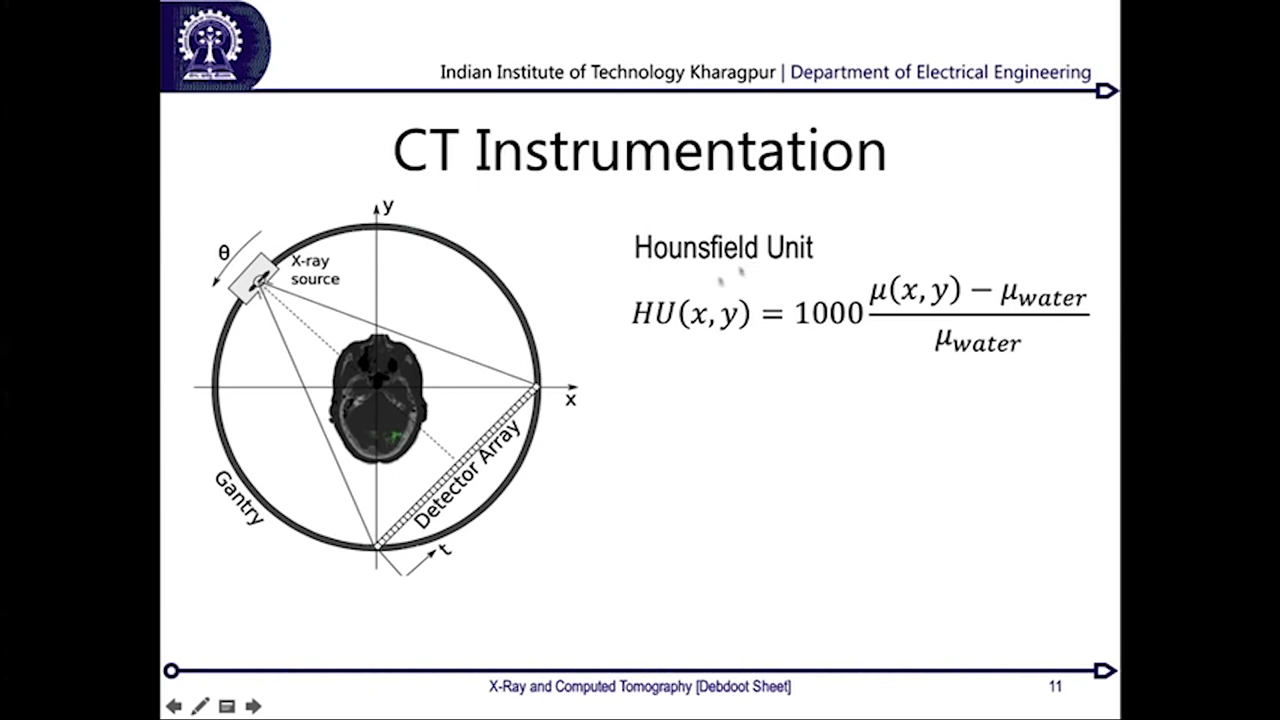 Indian Institute of Technology Kharagpur | Department of Electrical Engineering
CT Instrumentation
y
θ
X-ray
source
x
Detector Array
Gantry
t
Hounsfield Unit
HU(x, y) = 1000 (μ(x, y) − μ_water) / μ_water
X-Ray and Computed Tomography [Debdoot Sheet]
11